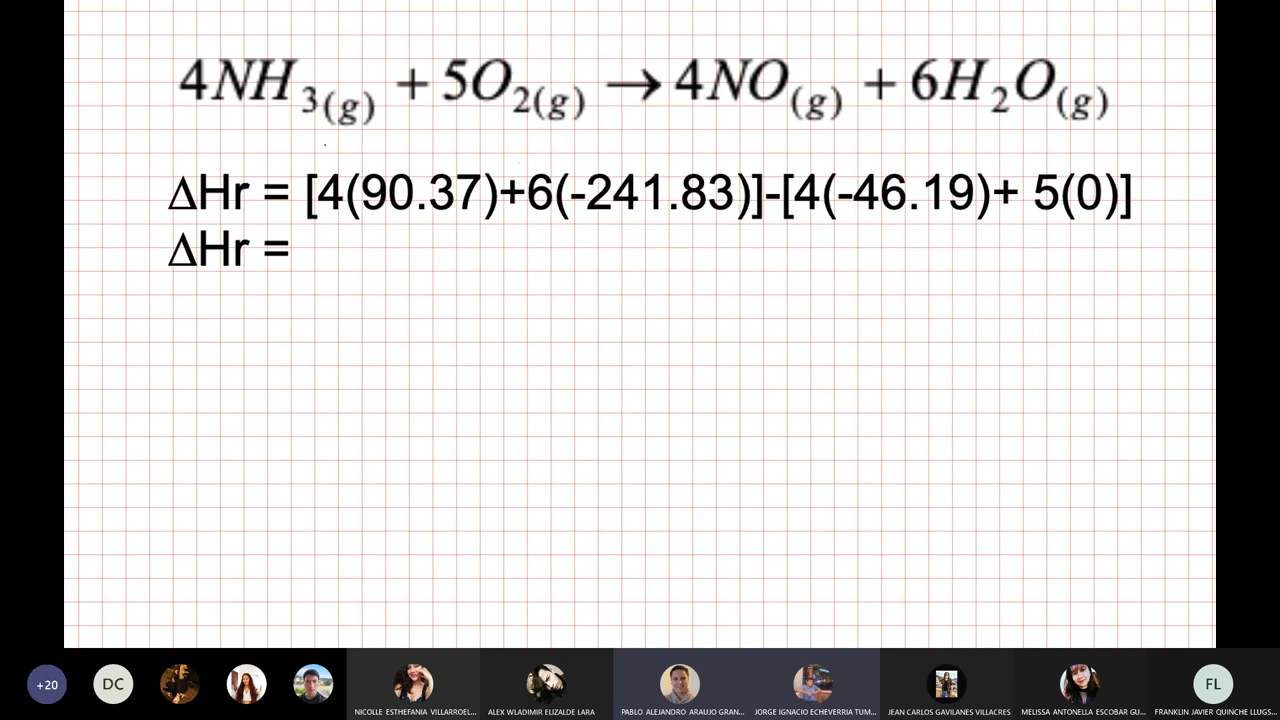 4NH3(g) + 5O2(g) → 4NO(g) + 6H2O(g)
∆Hr = [4(90.37)+6(-241.83)]-[4(-46.19)+ 5(0)]
∆Hr =
+20
DC
NICOLLE ESTHEFANIA VILLARROEL...
ALEX WLADIMIR ELIZALDE LARA
PABLO ALEJANDRO ARAUJO GRAN...
JORGE IGNACIO ECHEVERRIA TUM...
JEAN CARLOS GAVILANES VILLACRES
MELISSA ANTONELLA ESCOBAR GU...
FL
FRANKLIN JAVIER QUINCHE LLUGS...